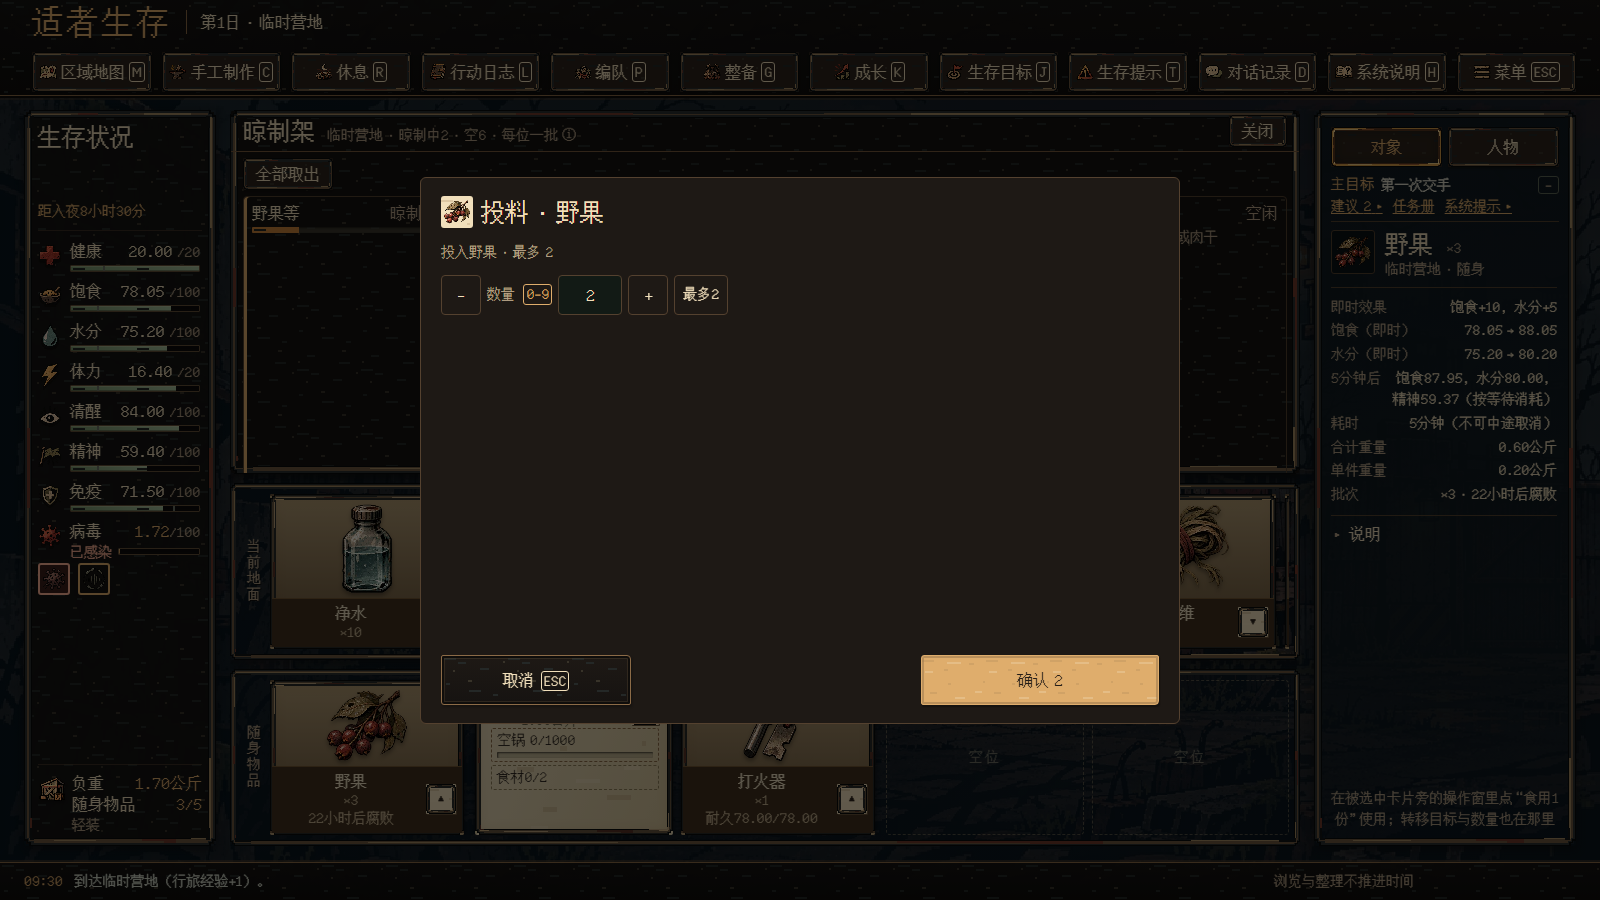 适者生存
第1日 · 临时营地
区域地图 M
手工制作 C
休息 R
行动日志 L
编队 P
整备 G
成长 K
生存目标 J
生存提示 T
对话记录 D
系统说明 H
菜单 ESC
生存状况
距入夜8小时30分
健康 20.00 /20
饱食 78.05 /100
水分 75.20 /100
体力 16.40 /20
清醒 84.00 /100
精神 59.40 /100
免疫 71.50 /100
病毒 1.72/100
已感染
负重 1.70公斤
随身物品 3/5
轻装
晾制架
临时营地 · 晾制中2 · 空6 · 每位一批
关闭
全部取出
野果等
晾制
空闲
肉干
投料 · 野果
投入野果 · 最多 2
- 数量 0-9 2 + 最多2
取消 ESC
确认 2
当前地面
净水
×10
维
随身物品
野果
×3
22小时后腐败
空锅 0/1000
食材0/2
打火器
×1
耐久78.00/78.00
空位
空位
对象
人物
主目标 第一次交手
建议 2
任务册
系统提示
野果 ×3
临时营地 · 随身
即时效果 饱食+10, 水分+5
饱食（即时） 78.05→88.05
水分（即时） 75.20→80.20
5分钟后 饱食87.95, 水分80.00,
精神59.37（按等待消耗）
耗时 5分钟（不可中途取消）
合计重量 0.60公斤
单件重量 0.20公斤
批次 ×3 · 22小时后腐败
说明
在被选中卡片旁的操作窗里点“食用1
份”使用; 转移目标与数量也在那里
09:30 到达临时营地（行旅经验+1）。
浏览与整理不推进时间